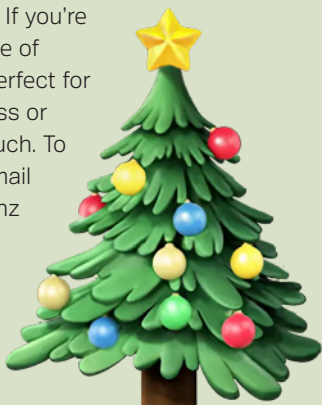 If you're
e of
erfect for
ss or
uch. To
nail
nz